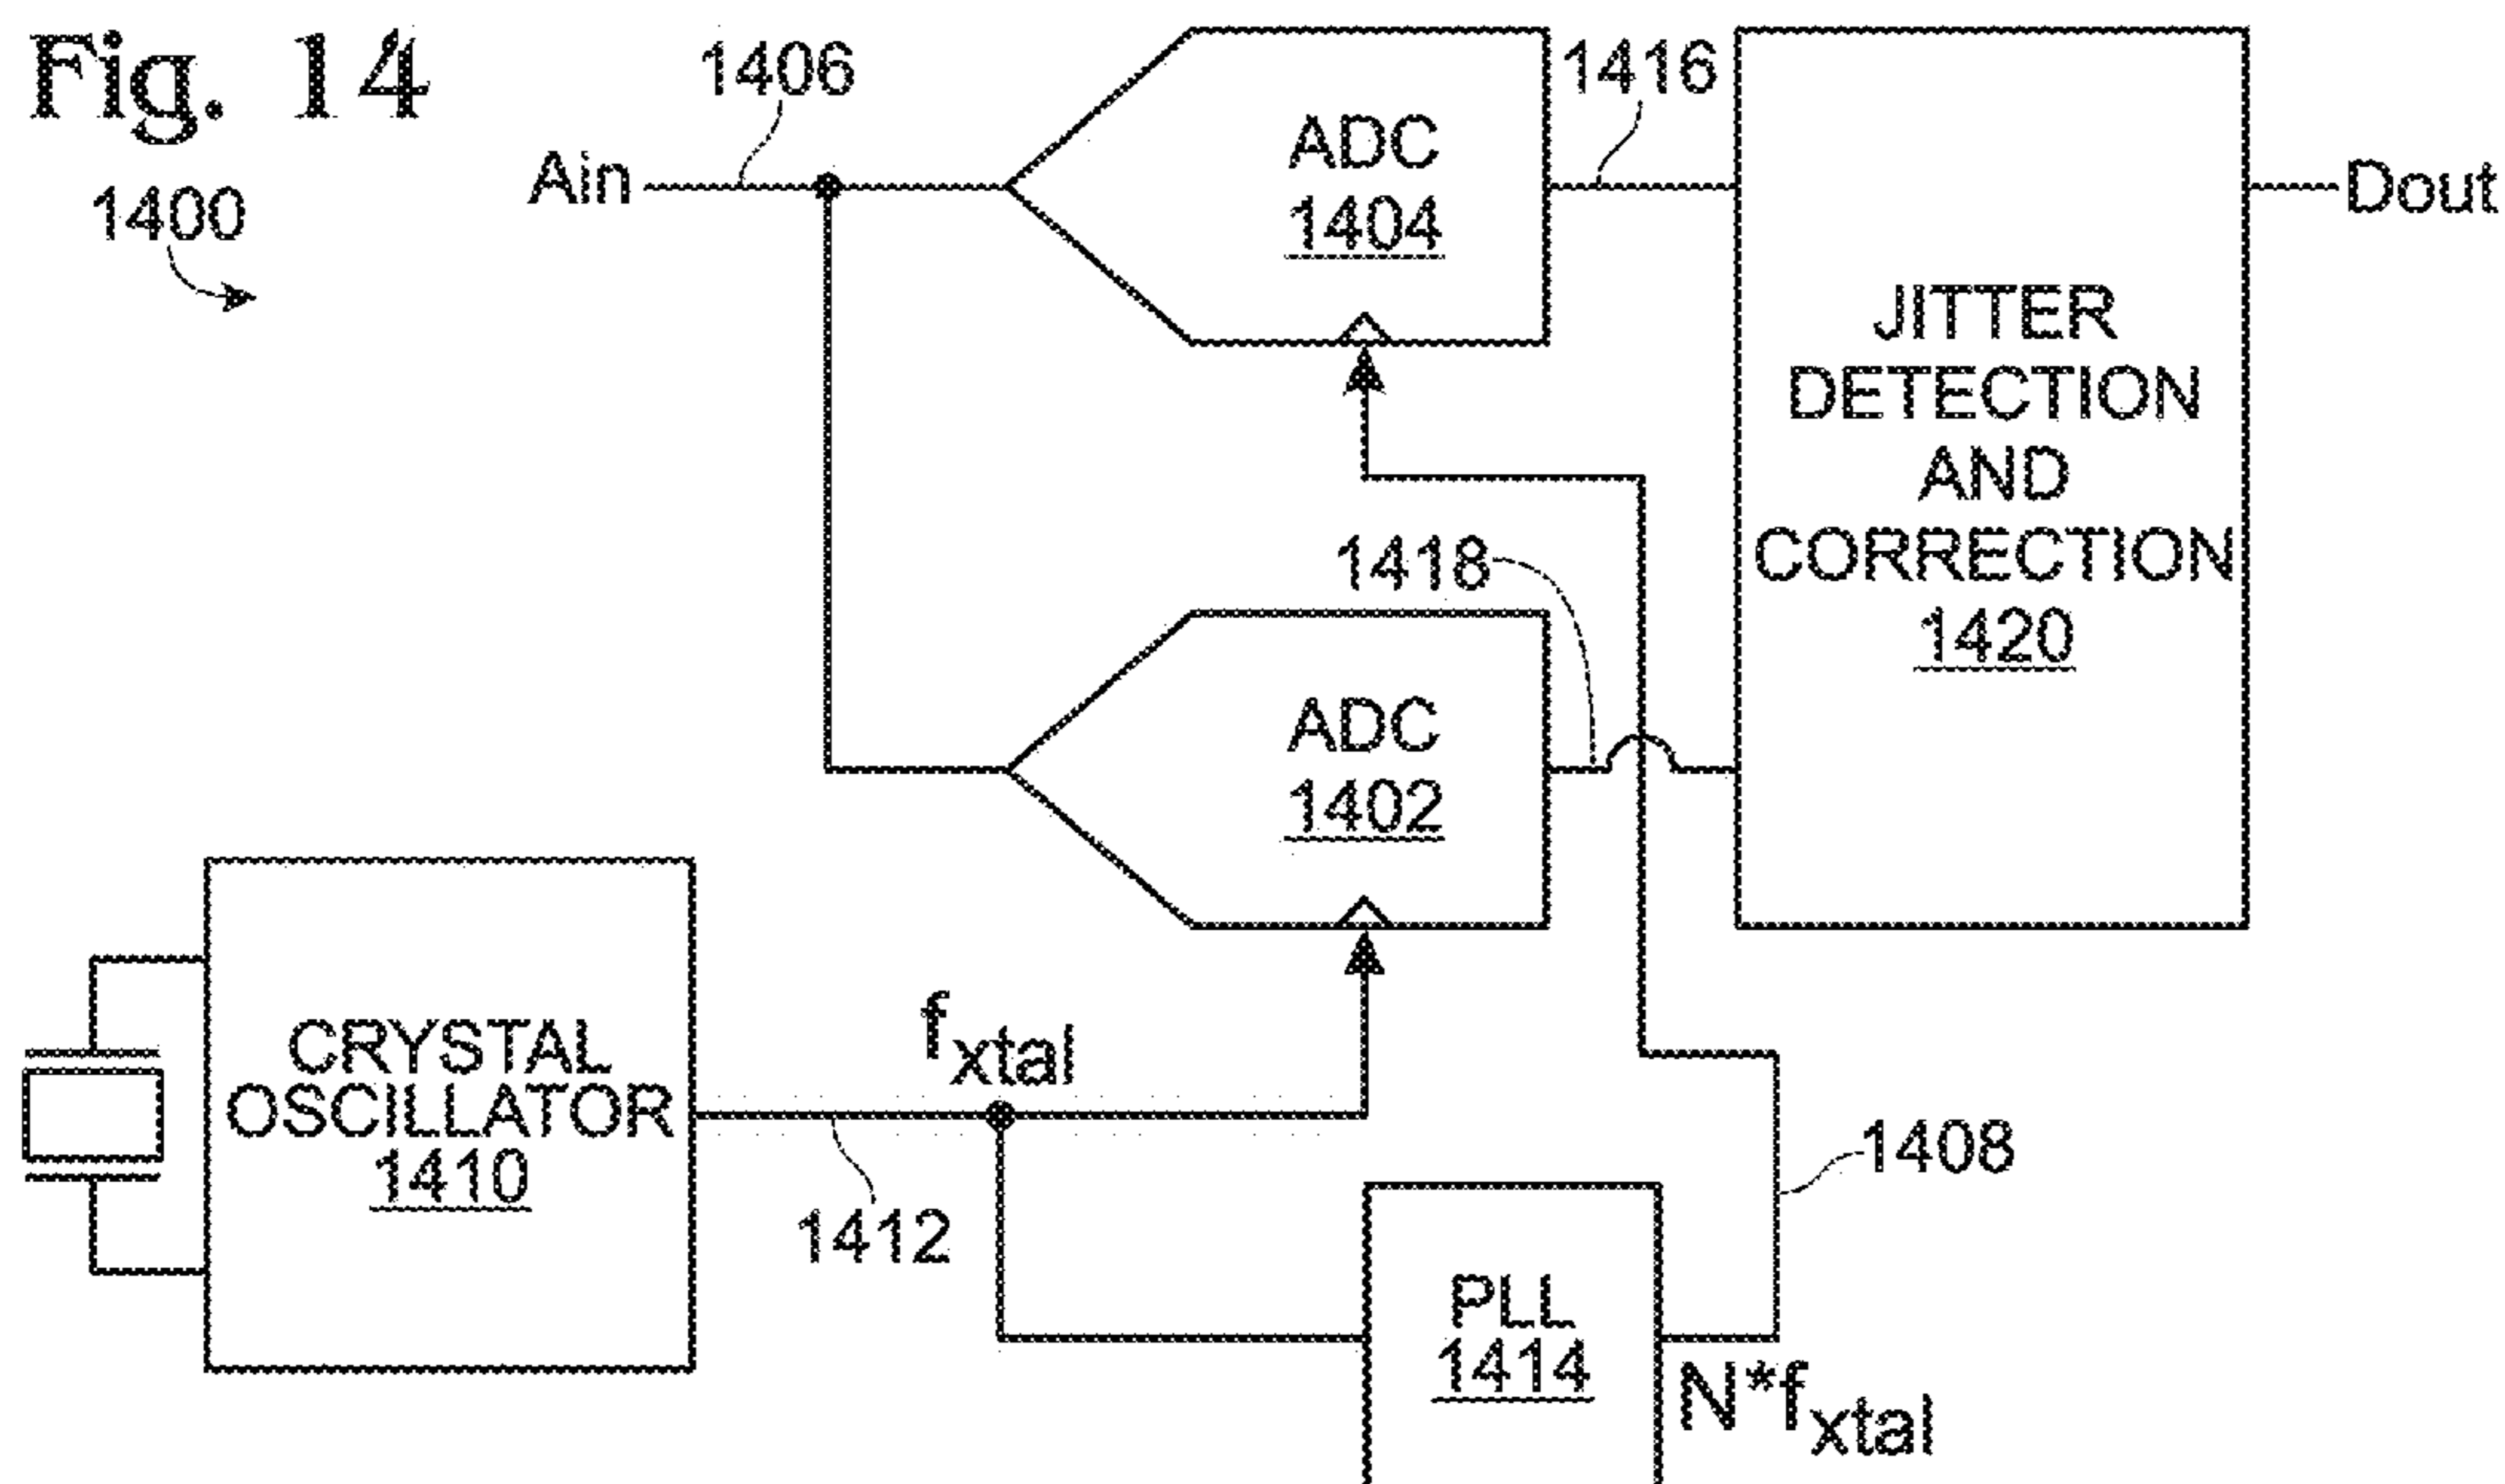 Fig. 14
1400
1406
Ain
ADC
1404
1416
Dout
JITTER
DETECTION
AND
CORRECTION
1420
1418
ADC
1402
CRYSTAL
OSCILLATOR
1410
fxtal
1412
1408
PLL
1414
N*fxtal